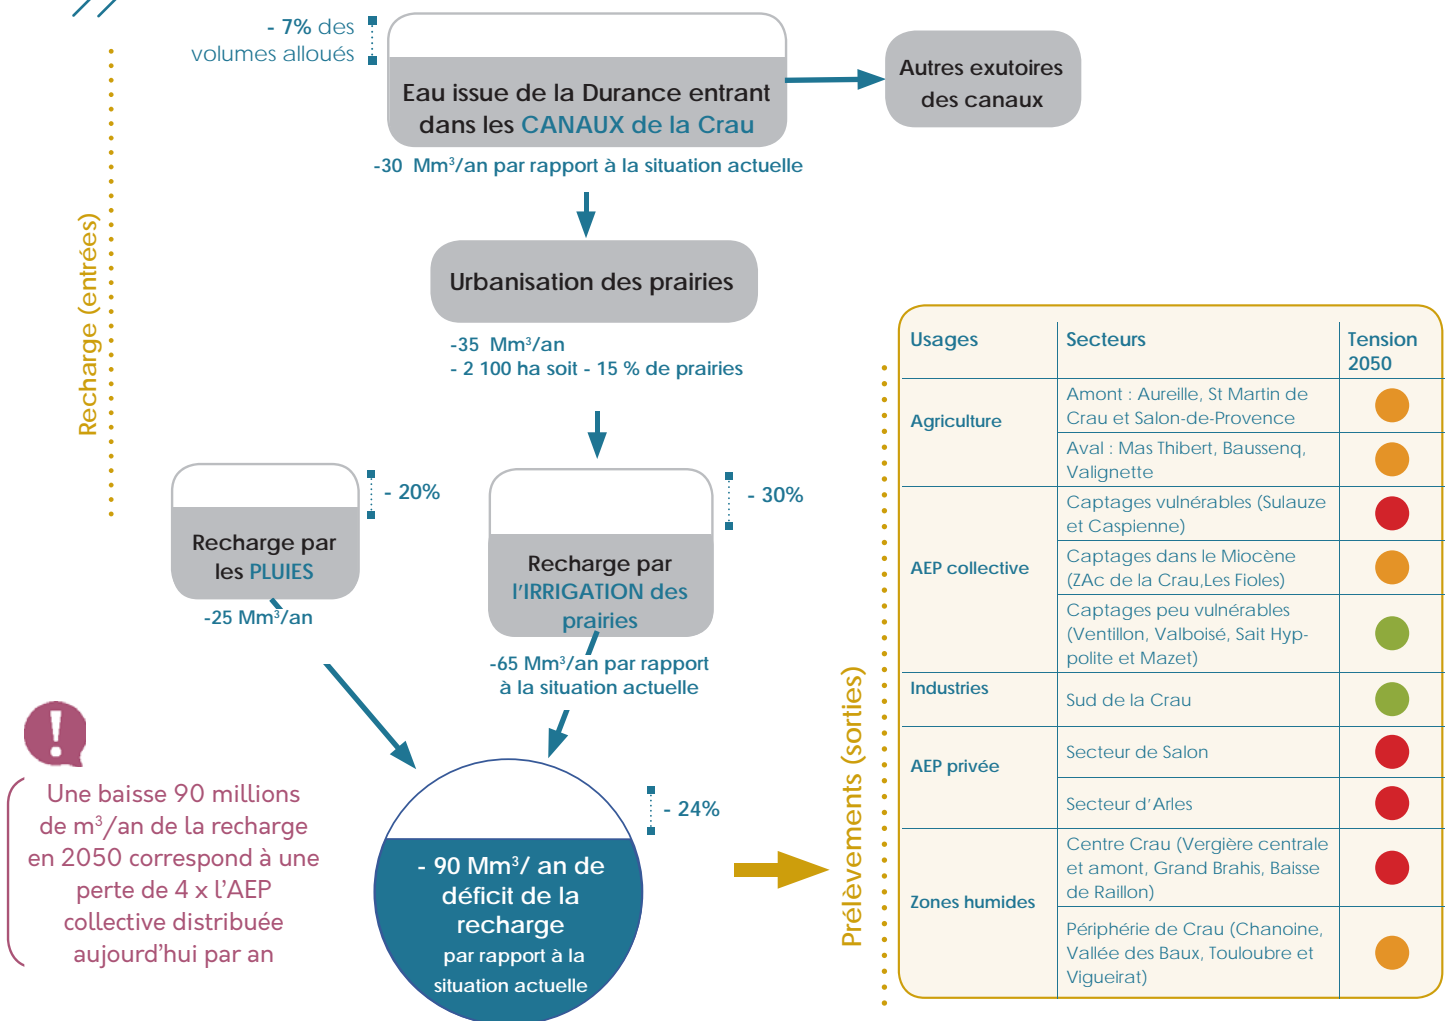 - 7% des
volumes alloués
Eau issue de la Durance entrant
dans les CANAUX de la Crau
Autres exutoires
des canaux
-30 Mm³/an par rapport à la situation actuelle
Recharge (entrées)
Urbanisation des prairies
-35 Mm³/an
- 2 100 ha soit - 15 % de prairies
- 20%
Recharge par
les PLUIES
-25 Mm³/an
- 30%
Recharge par
l'IRRIGATION des
prairies
-65 Mm³/an par rapport
à la situation actuelle
!
Une baisse 90 millions
de m³/an de la recharge
en 2050 correspond à une
perte de 4 x l'AEP
collective distribuée
aujourd'hui par an
- 24%
- 90 Mm³/ an de
déficit de la
recharge
par rapport à la
situation actuelle
Prélèvements (sorties)
Usages
Secteurs
Tension
2050
Agriculture
Amont : Aureille, St Martin de
Crau et Salon-de-Provence
Aval : Mas Thibert, Baussenq,
Valignette
AEP collective
Captages vulnérables (Sulauze
et Caspienne)
Captages dans le Miocène
(ZAc de la Crau,Les Fioles)
Captages peu vulnérables
(Ventillon, Valboisé, Sait Hyp-
polite et Mazet)
Industries
Sud de la Crau
AEP privée
Secteur de Salon
Secteur d'Arles
Zones humides
Centre Crau (Vergière centrale
et amont, Grand Brahis, Baisse
de Raillon)
Périphérie de Crau (Chanoine,
Vallée des Baux, Touloubre et
Vigueirat)